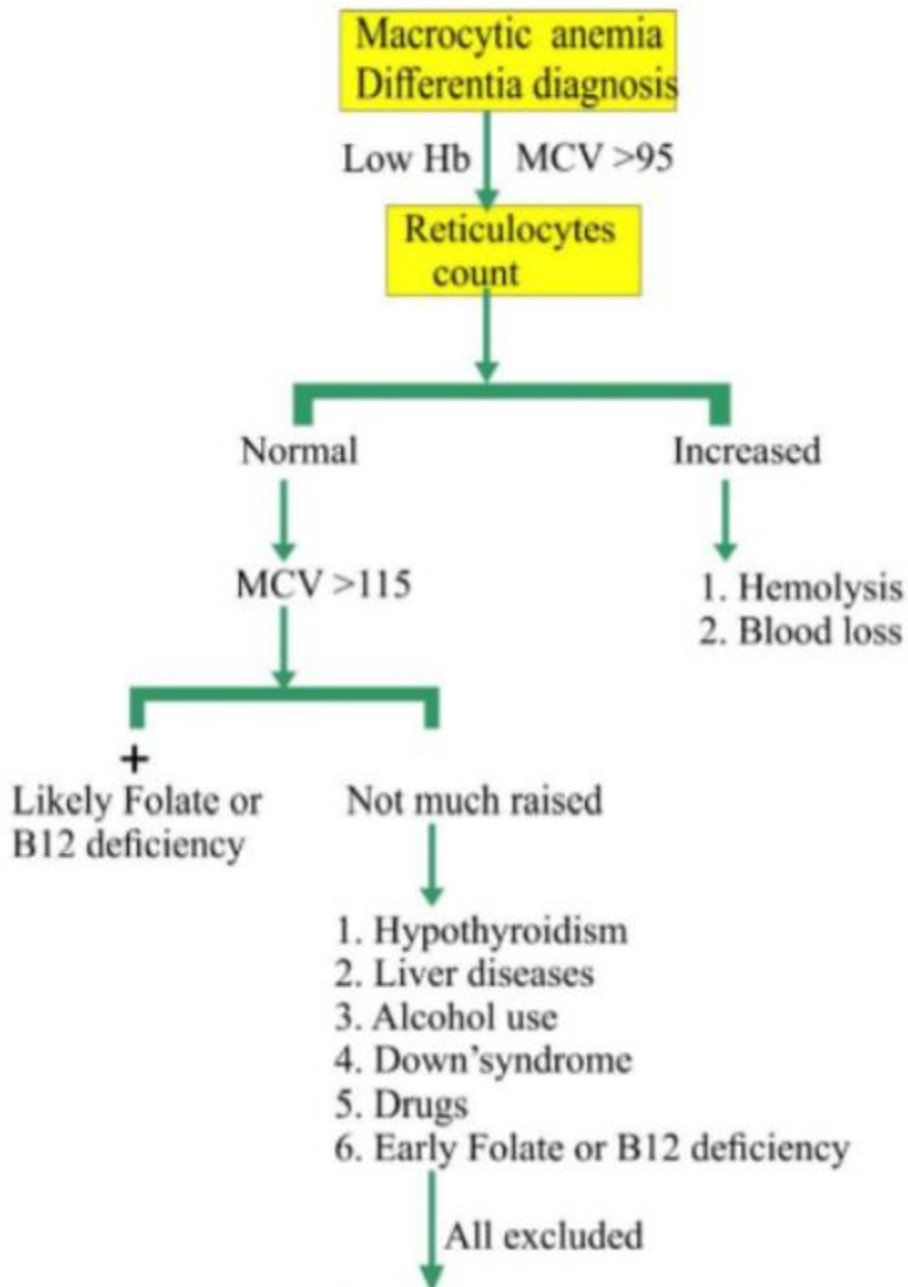 Macrocytic anemia
Differentia diagnosis
Low Hb MCV >95
Reticulocytes
count
Normal
Increased
MCV >115
1. Hemolysis
2. Blood loss
+
Likely Folate or
B12 deficiency
Not much raised
1. Hypothyroidism
2. Liver diseases
3. Alcohol use
4. Down'syndrome
5. Drugs
6. Early Folate or B12 deficiency
All excluded